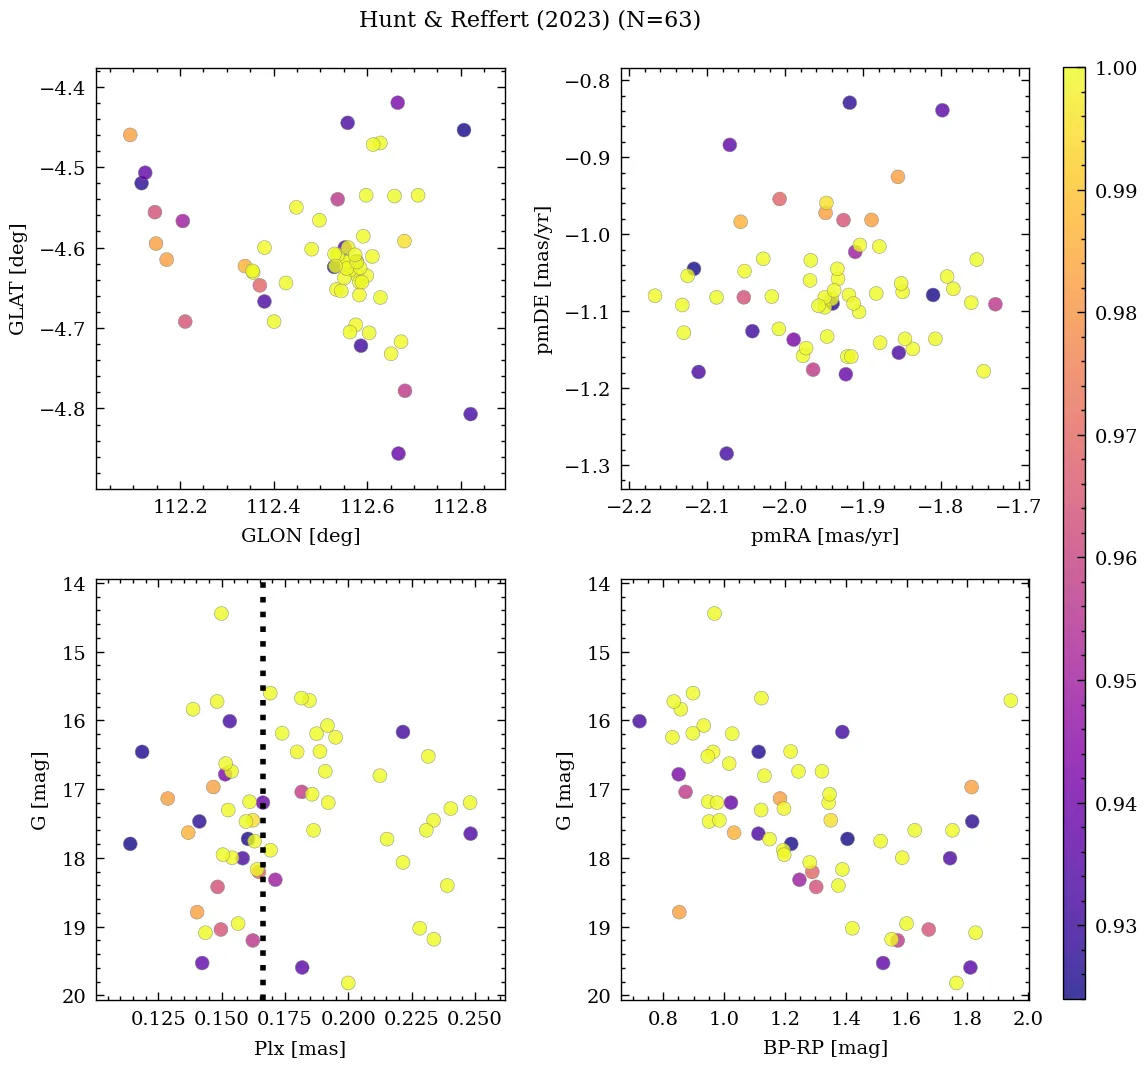 Hunt & Reffert (2023) (N=63)
−4.4
−4.5
−4.6
−4.7
−4.8
GLAT [deg]
112.2 112.4 112.6 112.8
GLON [deg]
−0.8
−0.9
−1.0
−1.1
−1.2
−1.3
pmDE [mas/yr]
−2.2 −2.1 −2.0 −1.9 −1.8 −1.7
pmRA [mas/yr]
14
15
16
17
18
19
20
G [mag]
0.125 0.150 0.175 0.200 0.225 0.250
Plx [mas]
14
15
16
17
18
19
20
G [mag]
0.8 1.0 1.2 1.4 1.6 1.8 2.0
BP-RP [mag]
1.00
0.99
0.98
0.97
0.96
0.95
0.94
0.93